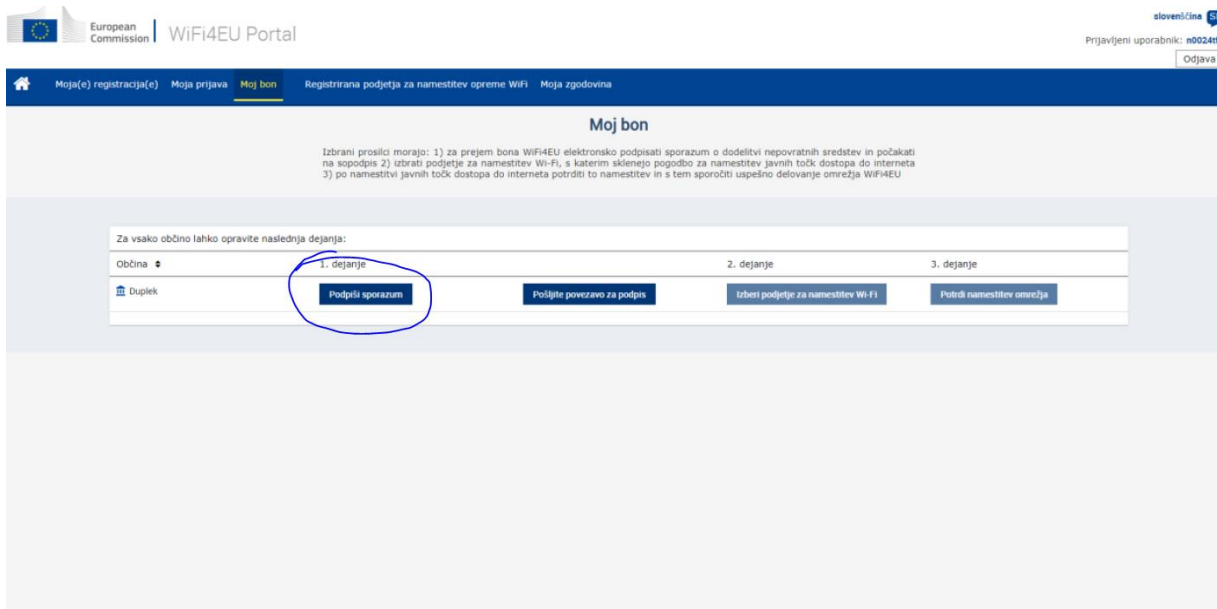 slovenščina
European
Commission
WiFi4EU Portal
Prijavljeni uporabnik: n0024t
Odjava
Moja(e) registracija(e) Moja prijava Moj bon Registrirana podjetja za namestitev opreme WiFi Moja zgodovina
Moj bon
Izbrani prosilci morajo: 1) za prejem bona WiFi4EU elektronsko podpisati sporazum o dodelitvi nepovratnih sredstev in počakati
na sopodpis 2) izbrati podjetje za namestitev Wi-Fi, s katerim sklenejo pogodbo za namestitev javnih točk dostopa do interneta
3) po namestitvi javnih točk dostopa do interneta potrditi to namestitev in s tem sporočiti uspešno delovanje omrežja WiFi4EU
Za vsako občino lahko opravite naslednja dejanja:
Občina 1. dejanje 2. dejanje 3. dejanje
Duplek Podpiši sporazum Pošljite povezavo za podpis Izberi podjetje za namestitev Wi-Fi Potrdi namestitev omrežja